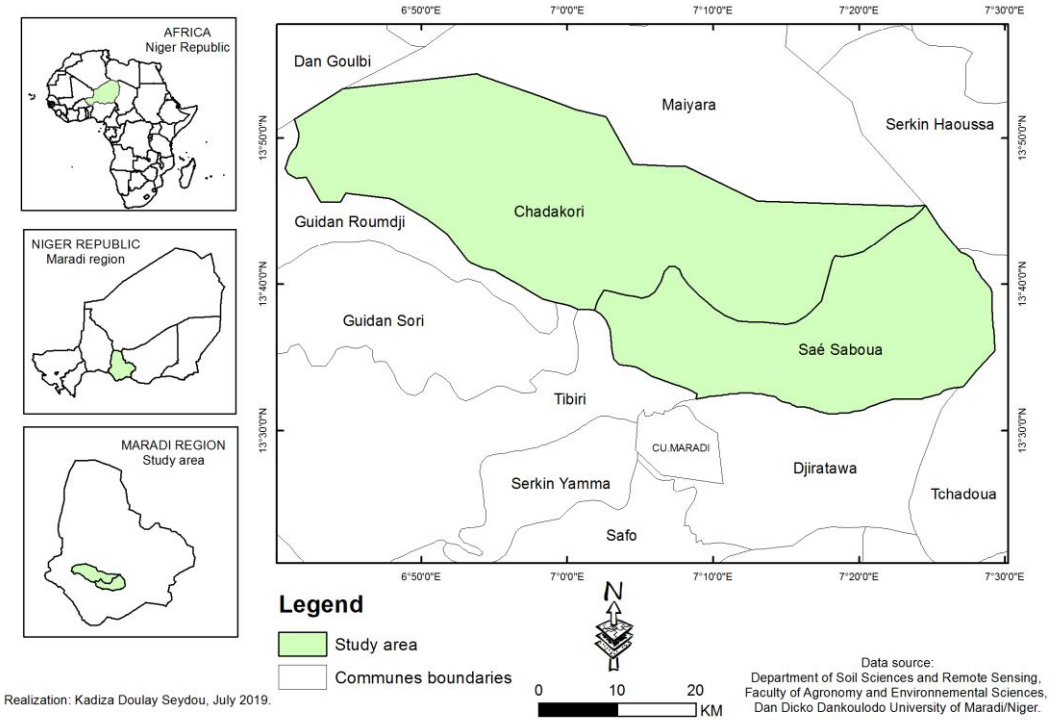 AFRICA
Niger Republic
NIGER REPUBLIC
Maradi region
MARADI REGION
Study area
6°50'0"E
7°0'0"E
7°10'0"E
7°20'0"E
7°30'0"E
13°50'0"N
13°40'0"N
13°30'0"N
Dan Goulbi
Maiyara
Serkin Haoussa
Chadakori
Guidan Roumdji
Guidan Sori
Saé Saboua
Tibiri
CU.MARADI
Djiratawa
Serkin Yamma
Tchadoua
Safo
13°50'0"N
13°40'0"N
13°30'0"N
6°50'0"E
7°0'0"E
7°10'0"E
7°20'0"E
7°30'0"E
Legend
Study area
Communes boundaries
N
0 10 20
KM
Realization: Kadiza Doulay Seydou, July 2019.
Data source:
Department of Soil Sciences and Remote Sensing,
Faculty of Agronomy and Environnemental Sciences,
Dan Dicko Dankoulodo University of Maradi/Niger.